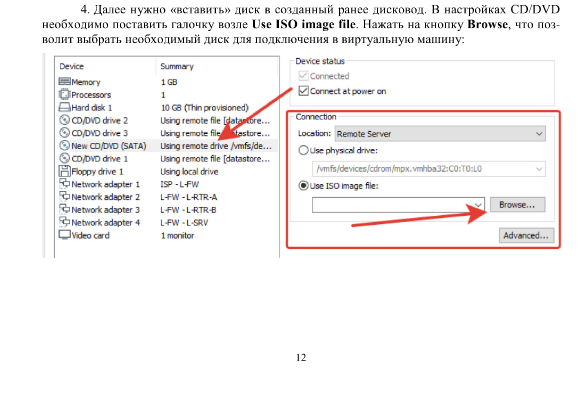 4. Далее нужно «вставить» диск в созданный ранее дисковод. В настройках CD/DVD
необходимо поставить галочку возле Use ISO image file. Нажать на кнопку Browse, что поз-
волит выбрать необходимый диск для подключения в виртуальную машину:
Device Summary
Memory 1 GB
Processors 1
Hard disk 1 10 GB (Thin provisioned)
CD/DVD drive 2 Using remote file [datastore...
CD/DVD drive 3 Using remote file [datastore...
New CD/DVD (SATA) Using remote drive /vmfs/de...
CD/DVD drive 1 Using remote file [datastore...
Floppy drive 1 Using local drive
Network adapter 1 ISP - L-FW
Network adapter 2 L-FW - L-RTR-A
Network adapter 3 L-FW - L-RTR-B
Network adapter 4 L-FW - L-SRV
Video card 1 monitor
Device status
Connected
Connect at power on
Connection
Location: Remote Server
Use physical drive:
/vmfs/devices/cdrom/mpx.vmhba32:C0:T0:L0
Use ISO image file:
Browse...
Advanced...
12